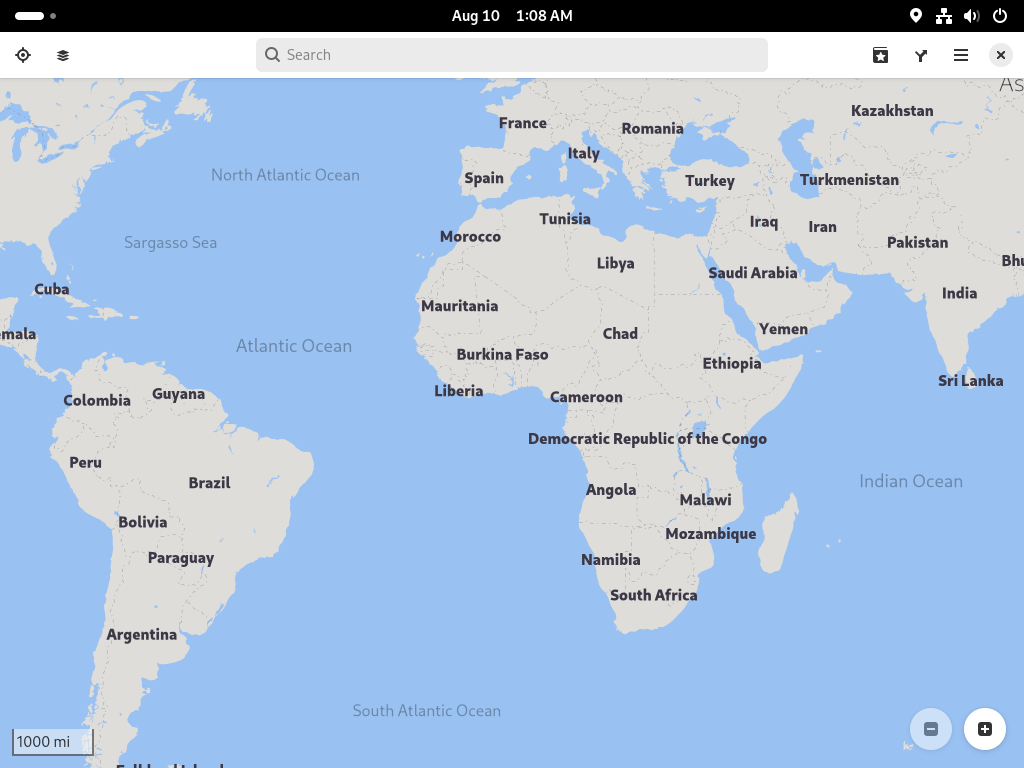 Aug 10 1:08 AM
Search
As
Kazakhstan
France
Romania
Italy
North Atlantic Ocean
Spain
Turkey
Turkmenistan
Tunisia
Iraq
Iran
Morocco
Sargasso Sea
Pakistan
Libya
Bhu
Saudi Arabia
Cuba
India
Mauritania
Yemen
emala
Chad
Atlantic Ocean
Burkina Faso
Ethiopia
Sri Lanka
Liberia
Guyana
Cameroon
Colombia
Democratic Republic of the Congo
Peru
Indian Ocean
Brazil
Angola
Malawi
Bolivia
Mozambique
Paraguay
Namibia
South Africa
Argentina
South Atlantic Ocean
1000 mi